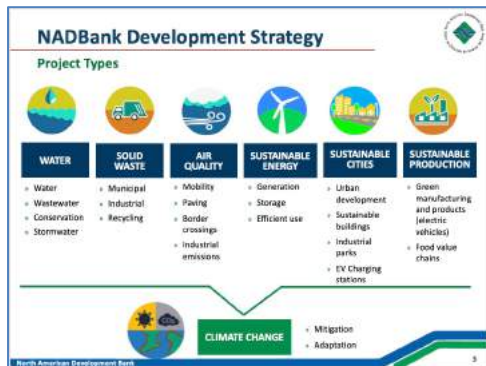 NADBank Development Strategy
Project Types
WATER
Water
Wastewater
Conservation
Stormwater
SOLID
WASTE
Municipal
Industrial
Recycling
AIR
QUALITY
Mobility
Paving
Border
crossings
Industrial
emissions
SUSTAINABLE
ENERGY
Generation
Storage
Efficient use
SUSTAINABLE
CITIES
Urban
development
Sustainable
buildings
Industrial
parks
EV Charging
stations
SUSTAINABLE
PRODUCTION
Green
manufacturing
and products
(electric
vehicles)
Food value
chains
CO₂
CLIMATE CHANGE
Mitigation
Adaptation
North American Development Bank
3